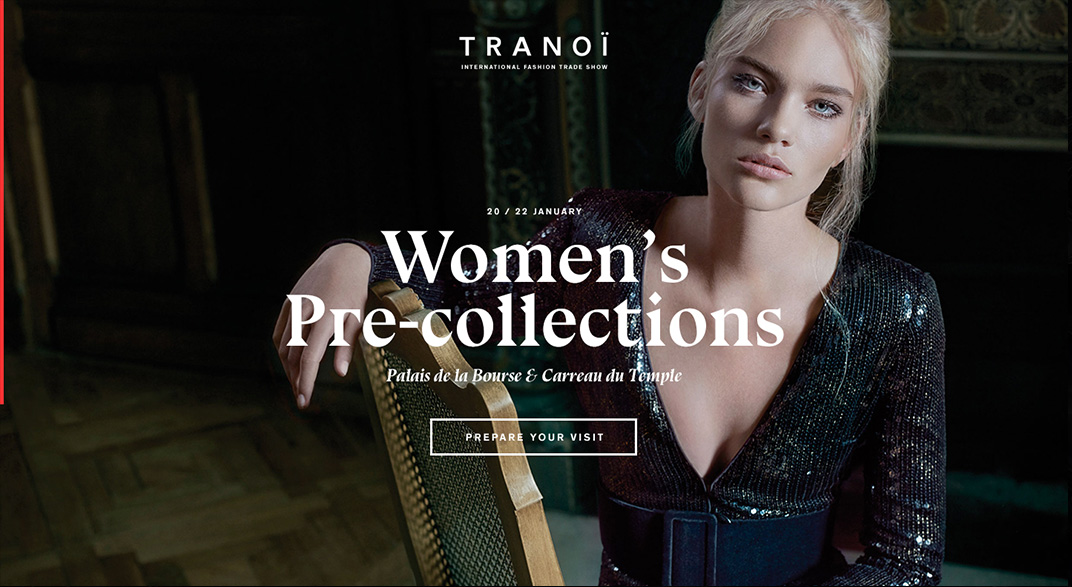 TRANOÏ
INTERNATIONAL FASHION TRADE SHOW
20 / 22 JANUARY
Women's
Pre-collections
Palais de la Bourse & Carreau du Temple
PREPARE YOUR VISIT